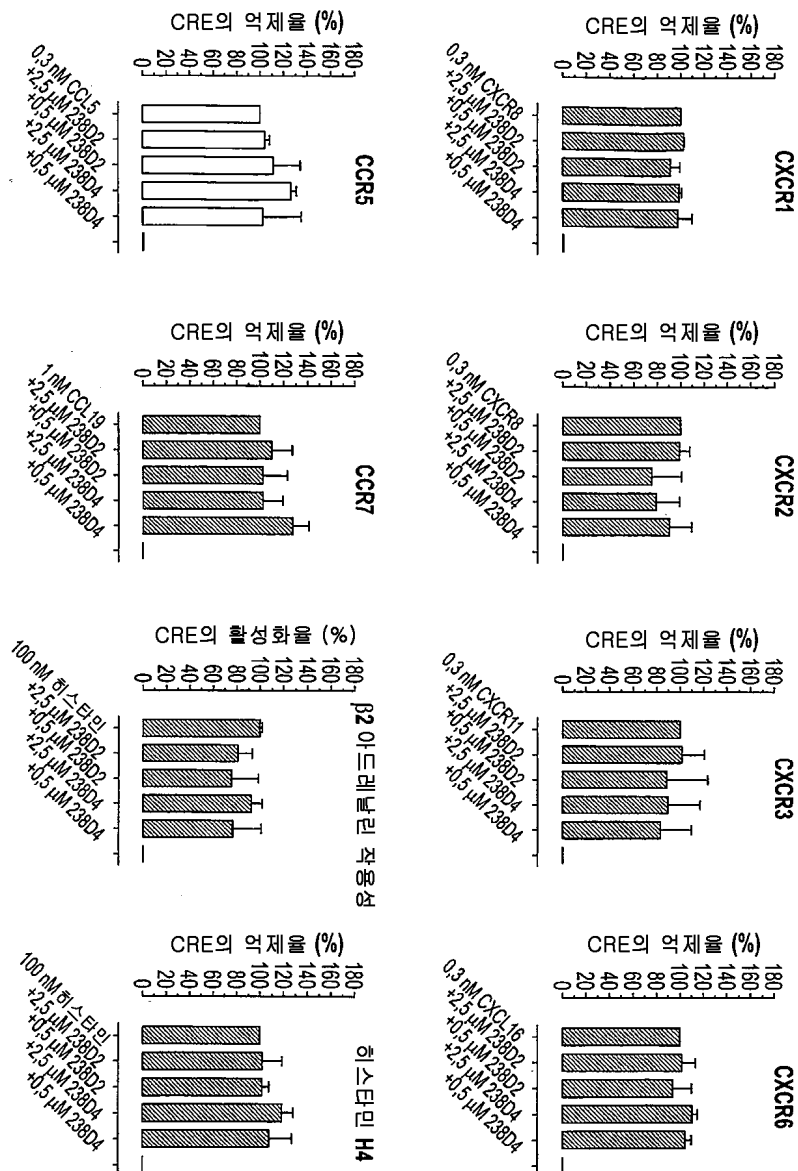 CXCR1
CRE의 억제율 (%)
180
160
140
120
100
80
60
40
20
0
0,3 nM CXCR8
+2,5 µM 238D2
+0,5 µM 238D2
+2,5 µM 238D4
+0,5 µM 238D4
CXCR2
CRE의 억제율 (%)
180
160
140
120
100
80
60
40
20
0
0,3 nM CXCR8
+2,5 µM 238D2
+0,5 µM 238D2
+2,5 µM 238D4
+0,5 µM 238D4
CXCR3
CRE의 억제율 (%)
180
160
140
120
100
80
60
40
20
0
0,3 nM CXCR11
+2,5 µM 238D2
+0,5 µM 238D2
+2,5 µM 238D4
+0,5 µM 238D4
CXCR6
CRE의 억제율 (%)
180
160
140
120
100
80
60
40
20
0
0,3 nM CXCL16
+2,5 µM 238D2
+0,5 µM 238D2
+2,5 µM 238D4
+0,5 µM 238D4
CCR5
CRE의 억제율 (%)
180
160
140
120
100
80
60
40
20
0
0,3 nM CCL5
+2,5 µM 238D2
+0,5 µM 238D2
+2,5 µM 238D4
+0,5 µM 238D4
CCR7
CRE의 억제율 (%)
180
160
140
120
100
80
60
40
20
0
1 nM CCL19
+2,5 µM 238D2
+0,5 µM 238D2
+2,5 µM 238D4
+0,5 µM 238D4
β2 아드레날린 작용성
CRE의 활성화율 (%)
180
160
140
120
100
80
60
40
20
0
100 nM 히스타민
+2,5 µM 238D2
+0,5 µM 238D2
+2,5 µM 238D4
+0,5 µM 238D4
히스타민 H4
CRE의 억제율 (%)
180
160
140
120
100
80
60
40
20
0
100 nM 히스타민
+2,5 µM 238D2
+0,5 µM 238D2
+2,5 µM 238D4
+0,5 µM 238D4